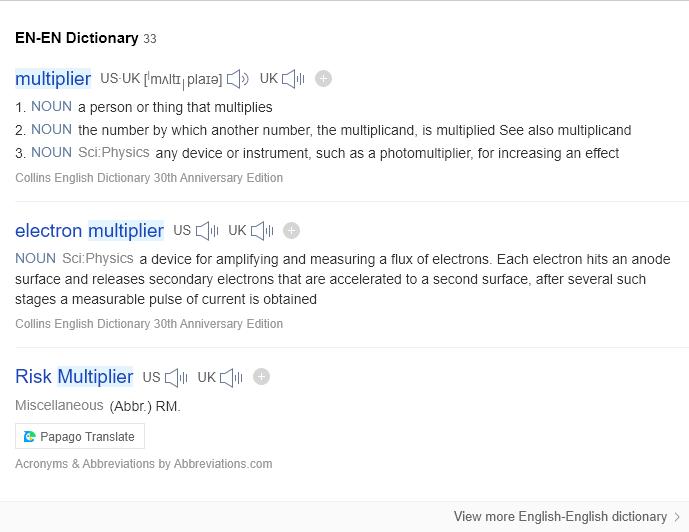 EN-EN Dictionary 33
multiplier US·UK [ˈmʌltɪˌplaɪə] UK
1. NOUN a person or thing that multiplies
2. NOUN the number by which another number, the multiplicand, is multiplied See also multiplicand
3. NOUN Sci:Physics any device or instrument, such as a photomultiplier, for increasing an effect
Collins English Dictionary 30th Anniversary Edition
electron multiplier US UK
NOUN Sci:Physics a device for amplifying and measuring a flux of electrons. Each electron hits an anode
surface and releases secondary electrons that are accelerated to a second surface, after several such
stages a measurable pulse of current is obtained
Collins English Dictionary 30th Anniversary Edition
Risk Multiplier US UK
Miscellaneous (Abbr.) RM.
Papago Translate
Acronyms & Abbreviations by Abbreviations.com
View more English-English dictionary